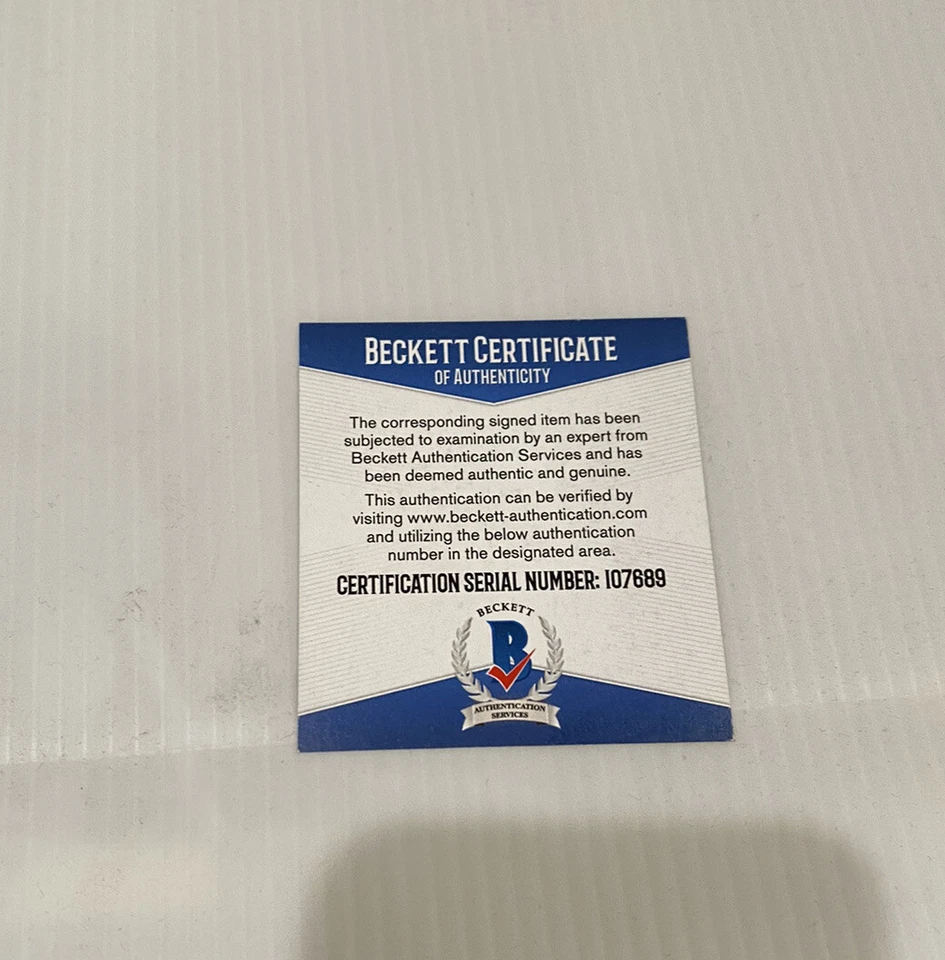 BECKETT CERTIFICATE
OF AUTHENTICITY
The corresponding signed item has been
subjected to examination by an expert from
Beckett Authentication Services and has
been deemed authentic and genuine.
This authentication can be verified by
visiting www.beckett-authentication.com
and utilizing the below authentication
number in the designated area.
CERTIFICATION SERIAL NUMBER: I07689
BECKETT
B
AUTHENTICATION
SERVICES